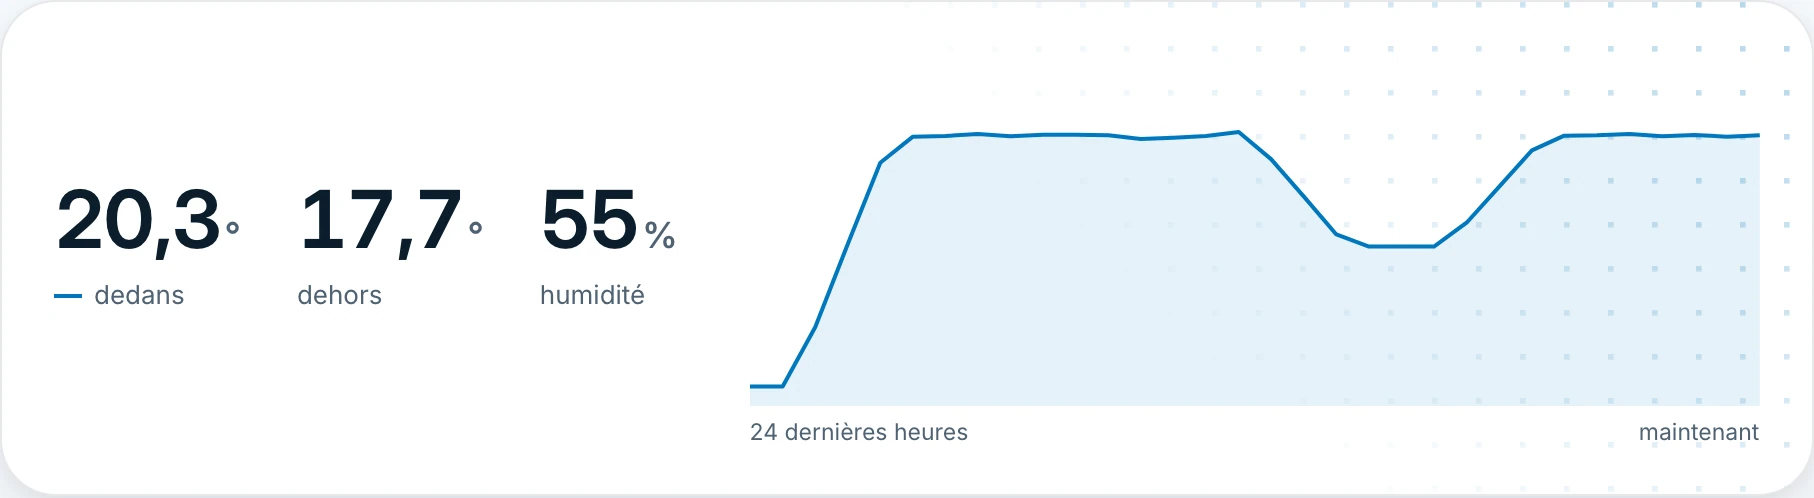 20,3°
dedans
17,7°
dehors
55%
humidité
24 dernières heures
maintenant